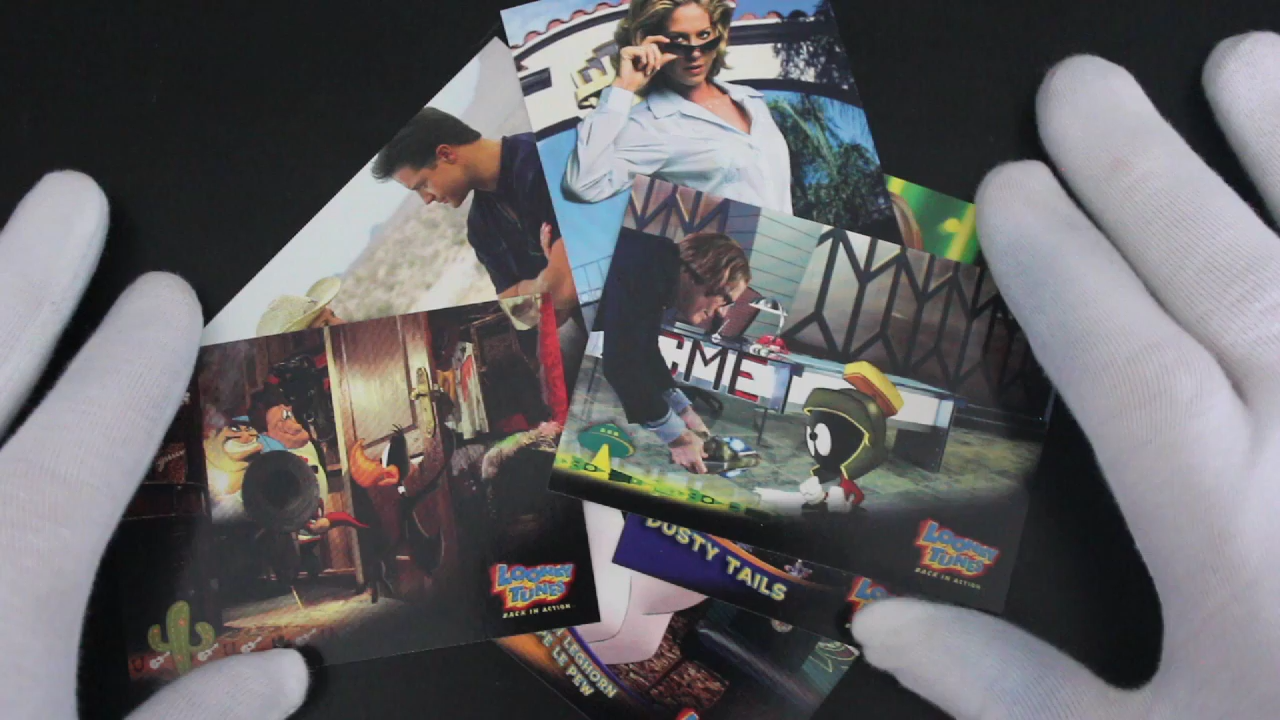 CME
LOONEY
TUNES
BACK IN ACTION
DUSTY TAILS
LOONEY
TUNES
BACK IN ACTION
LEGHORN
LE PEW